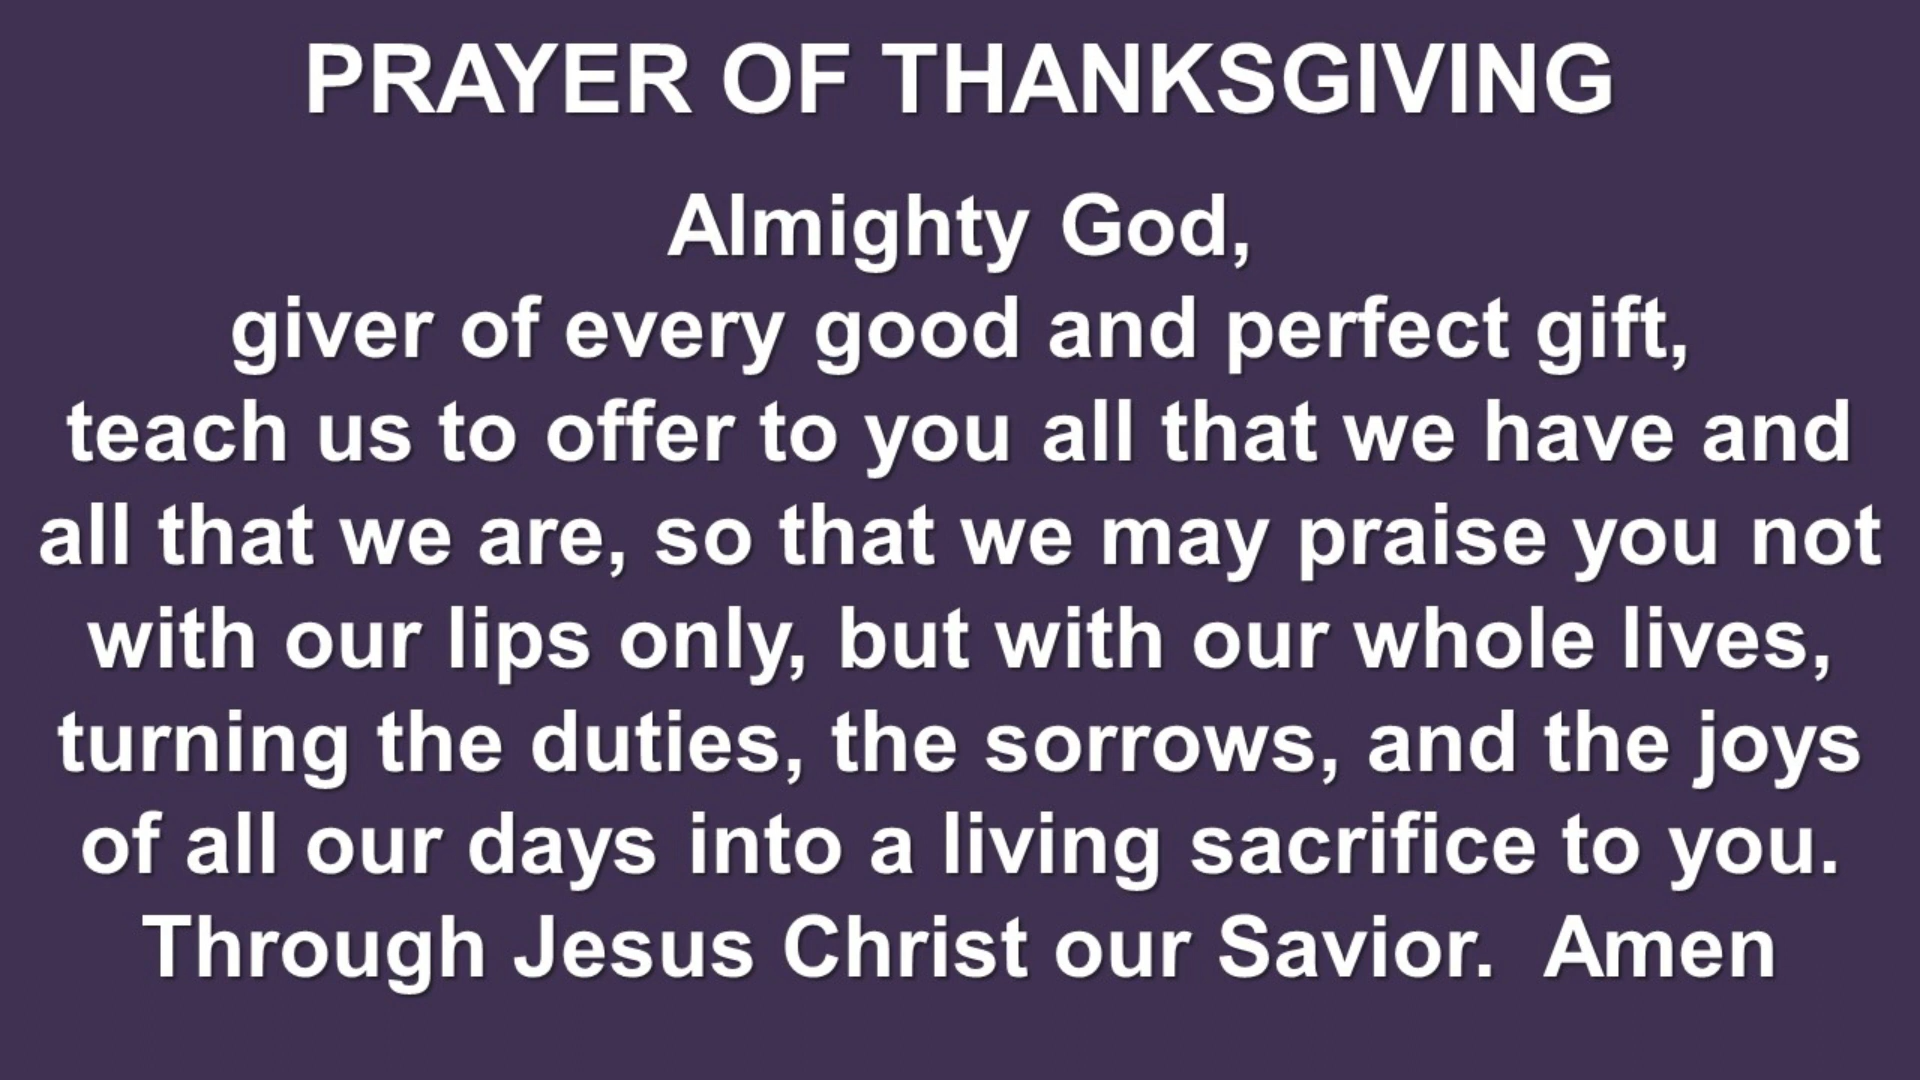 PRAYER OF THANKSGIVING
Almighty God,
giver of every good and perfect gift,
teach us to offer to you all that we have and
all that we are, so that we may praise you not
with our lips only, but with our whole lives,
turning the duties, the sorrows, and the joys
of all our days into a living sacrifice to you.
Through Jesus Christ our Savior.  Amen